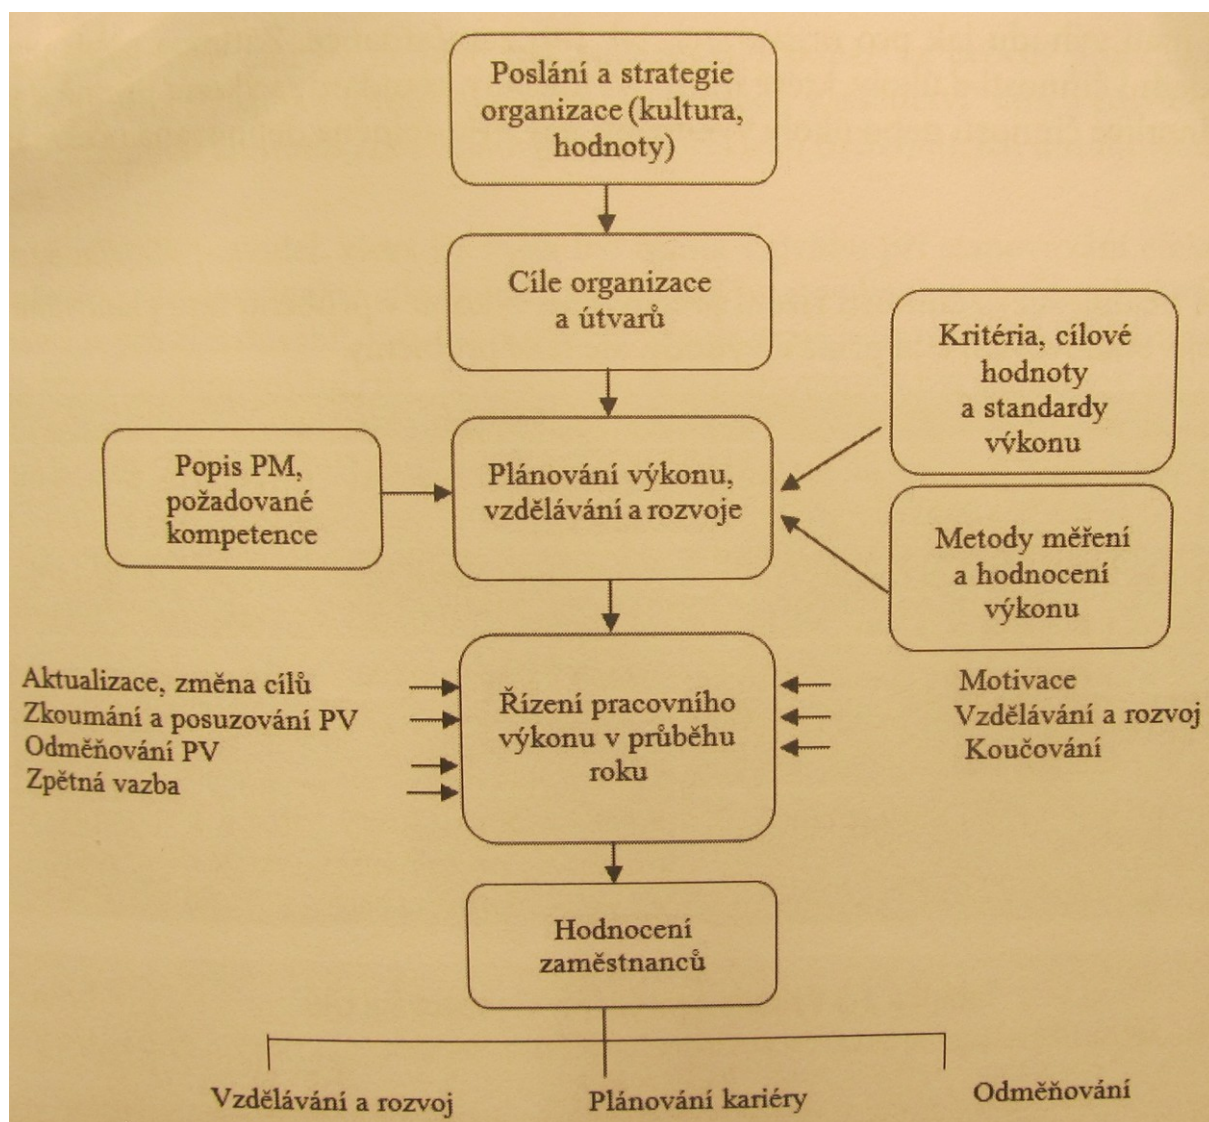 Poslání a strategie
organizace (kultura,
hodnoty)
Cíle organizace
a útvarů
Kritéria, cílové
hodnoty
a standardy
výkonu
Popis PM,
požadované
kompetence
Plánování výkonu,
vzdělávání a rozvoje
Metody měření
a hodnocení
výkonu
Aktualizace, změna cílů
Zkoumání a posuzování PV
Odměňování PV
Zpětná vazba
Řízení pracovního
výkonu v průběhu
roku
Motivace
Vzdělávání a rozvoj
Koučování
Hodnocení
zaměstnanců
Vzdělávání a rozvoj
Plánování kariéry
Odměňování